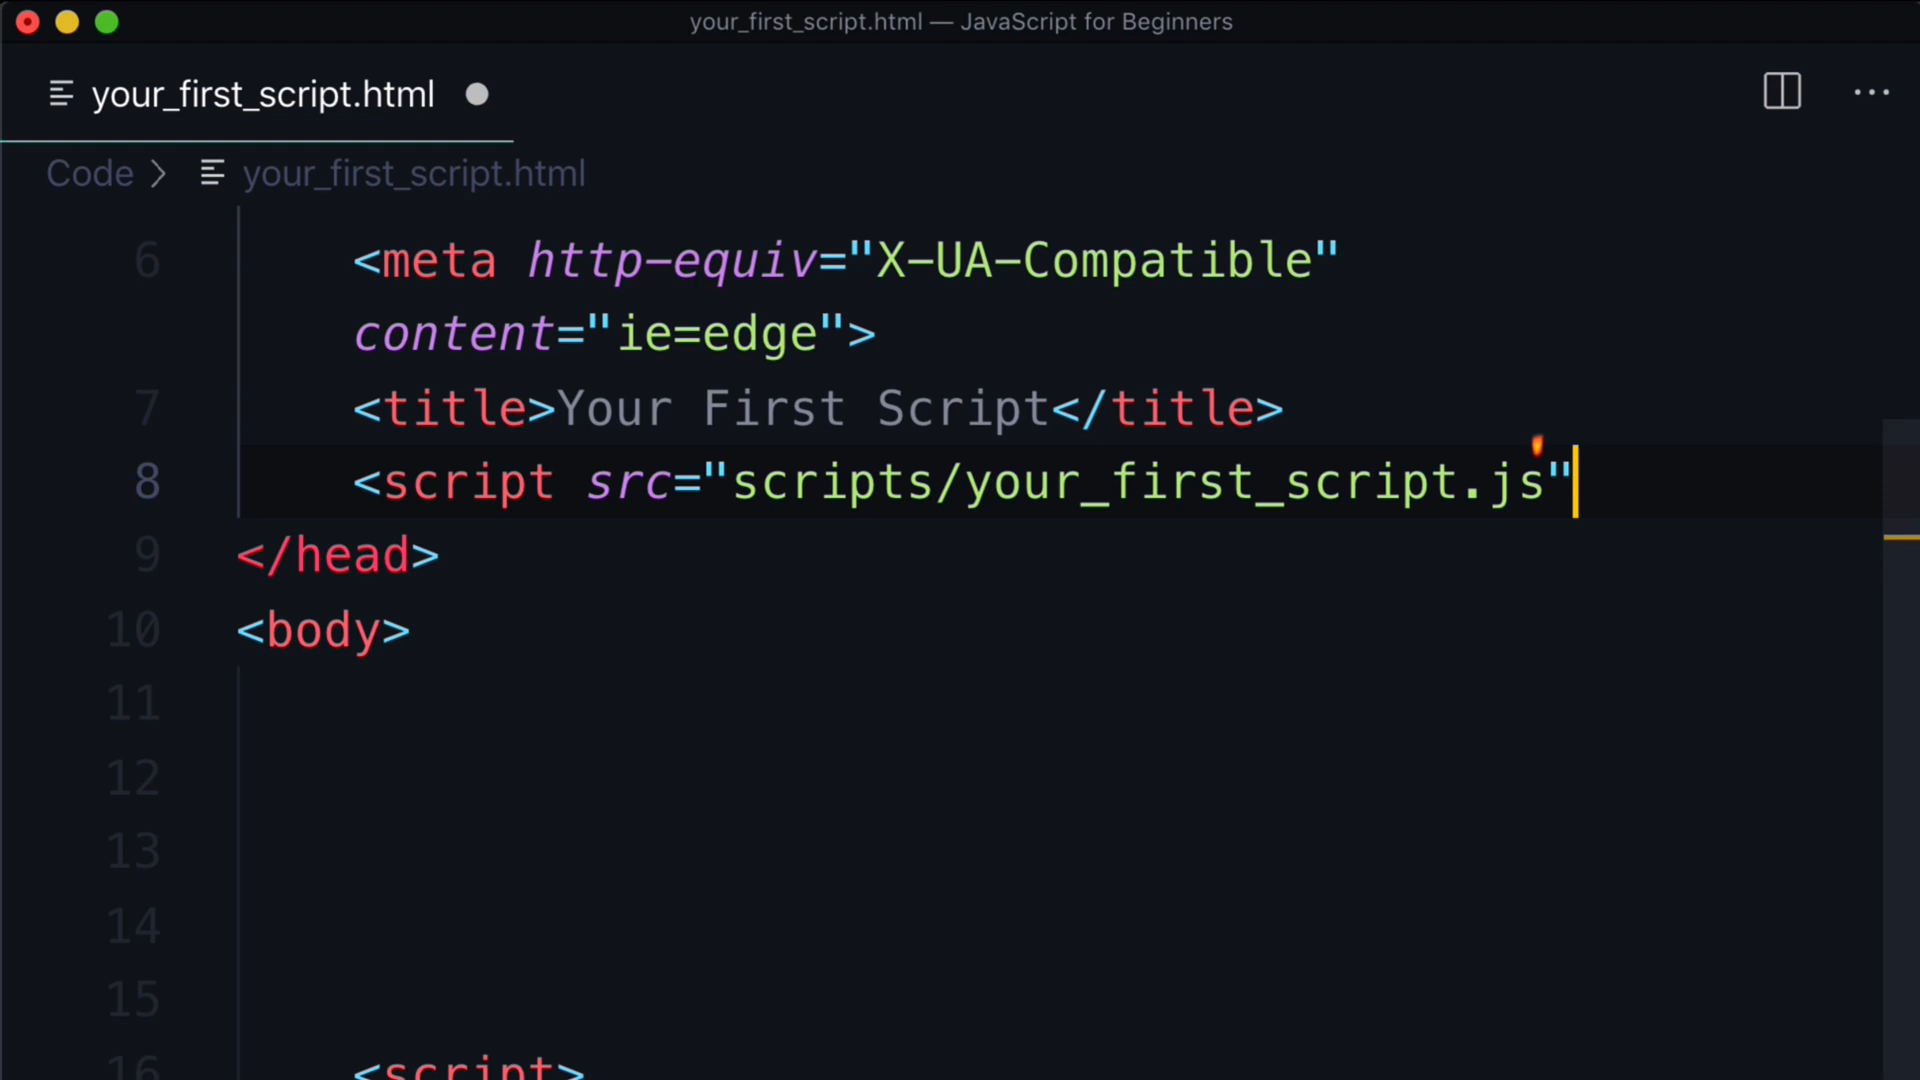 your_first_script.html — JavaScript for Beginners
your_first_script.html
Code > your_first_script.html
6 <meta http-equiv="X-UA-Compatible"
content="ie=edge">
7 <title>Your First Script</title>
8 <script src="scripts/your_first_script.js"
9 </head>
10 <body>
11
12
13
14
15
16 <script>